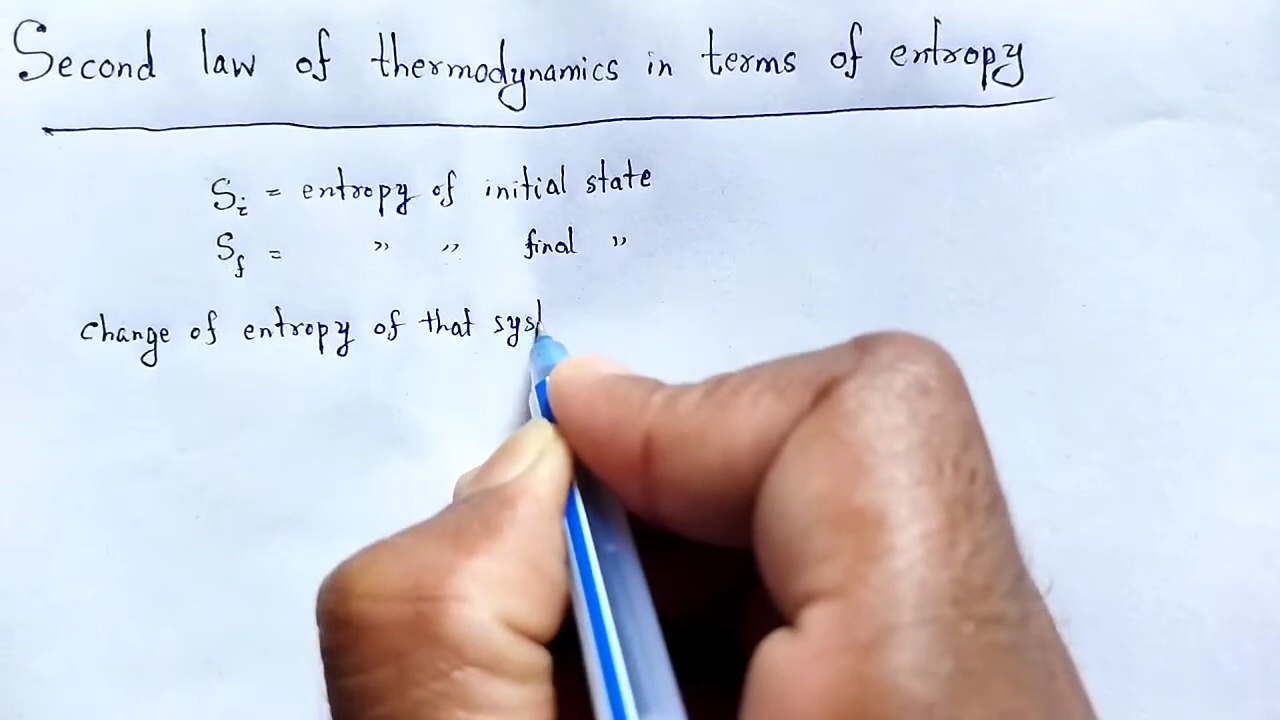 Second law of thermodynamics in terms of entropy
Si = entropy of initial state
Sf = " " final "
change of entropy of that syst